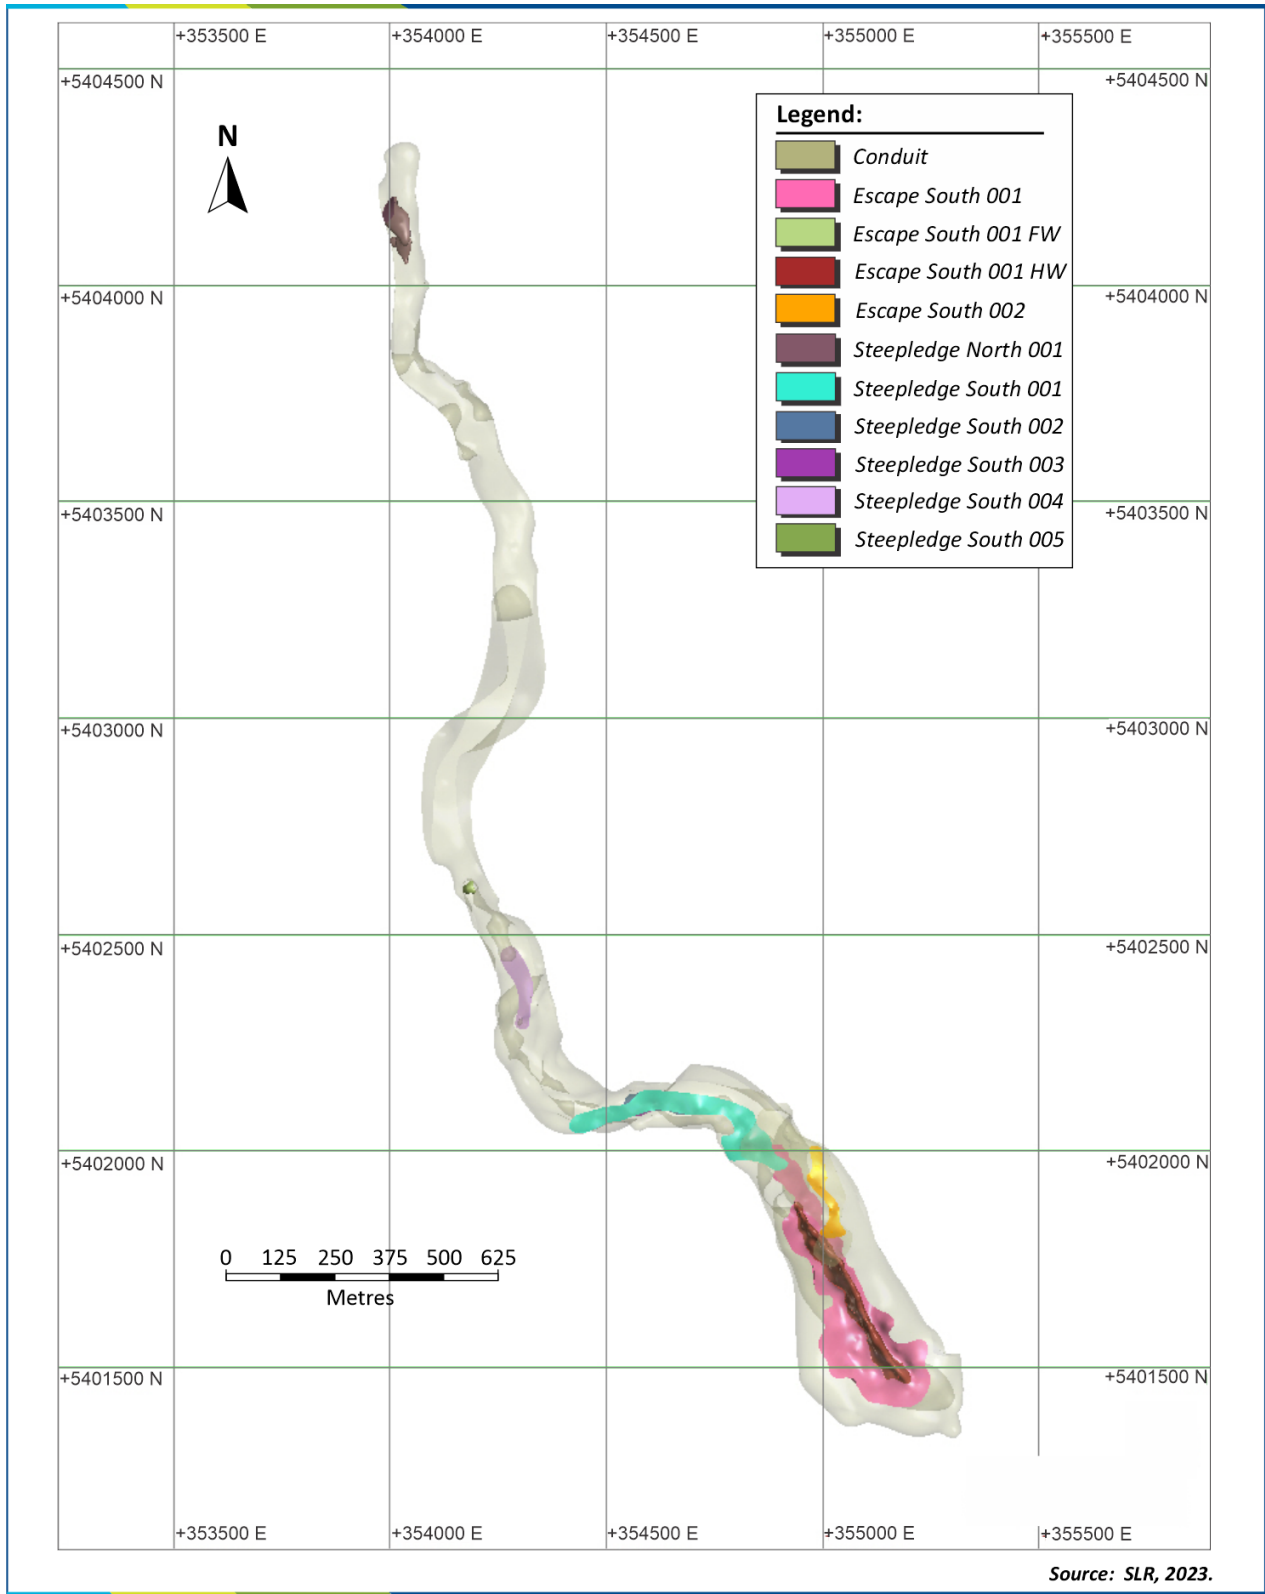 +353500 E +354000 E +354500 E +355000 E +355500 E
+5404500 N +5404500 N
Legend:
N
Conduit
Escape South 001
Escape South 001 FW
Escape South 001 HW
+5404000 N +5404000 N
Escape South 002
Steepledge North 001
Steepledge South 001
Steepledge South 002
Steepledge South 003
Steepledge South 004
+5403500 N +5403500 N
Steepledge South 005
+5403000 N +5403000 N
+5402500 N +5402500 N
+5402000 N +5402000 N
0 125 250 375 500 625
Metres
+5401500 N +5401500 N
+353500 E +354000 E +354500 E +355000 E +355500 E
Source: SLR, 2023.